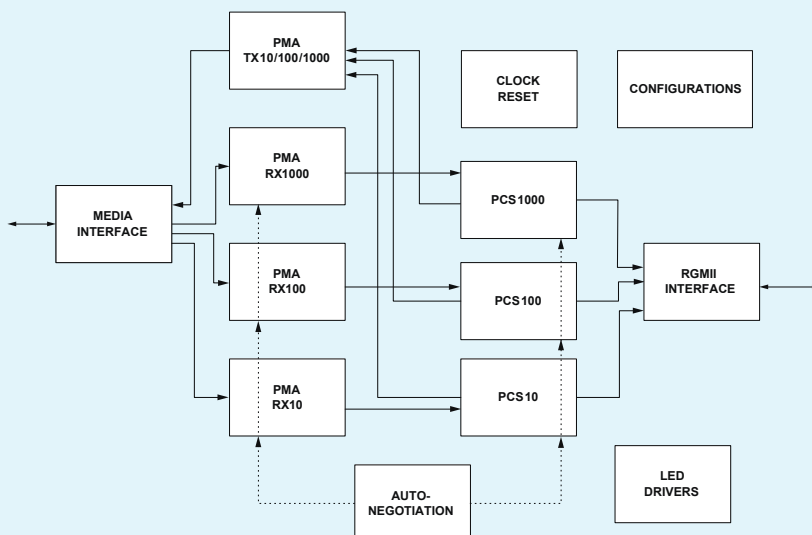 PMA
TX10/100/1000
CLOCK
RESET
CONFIGURATIONS
PMA
RX1000
PCS1000
MEDIA
INTERFACE
PMA
RX100
PCS100
RGMII
INTERFACE
PMA
RX10
PCS10
AUTO-
NEGOTIATION
LED
DRIVERS